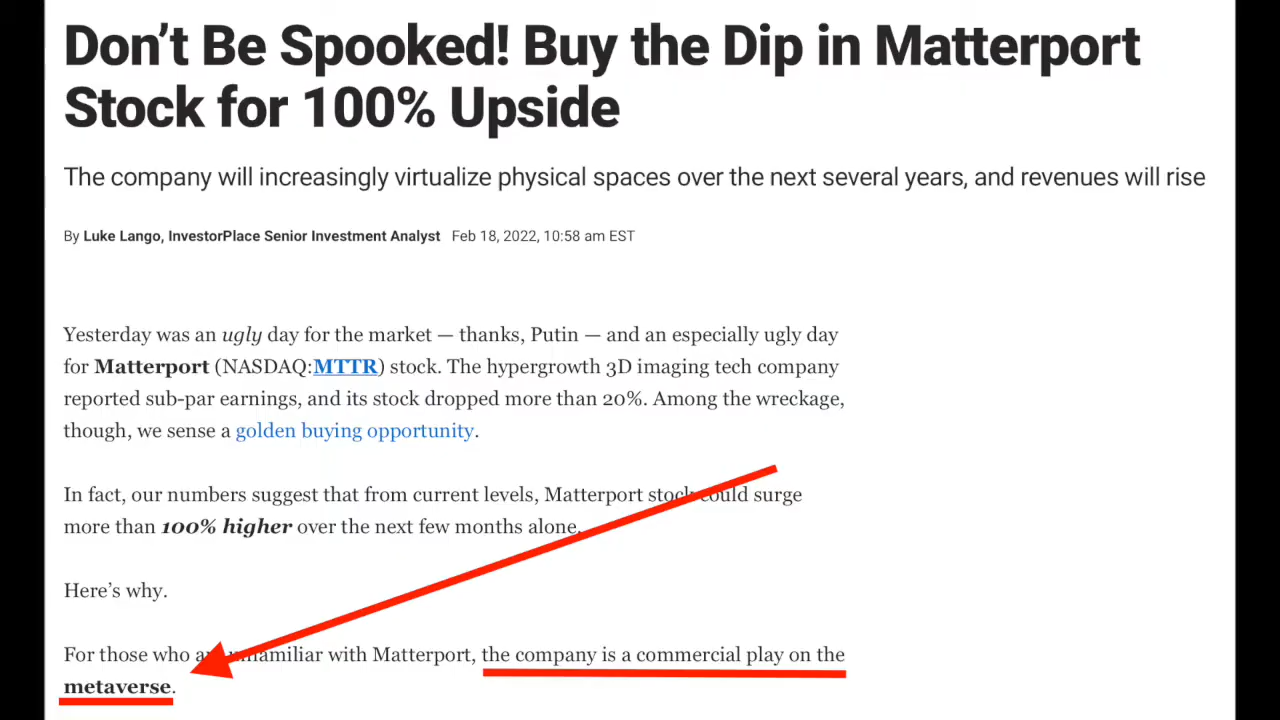 Don’t Be Spooked! Buy the Dip in Matterport
Stock for 100% Upside
The company will increasingly virtualize physical spaces over the next several years, and revenues will rise
By Luke Lango, InvestorPlace Senior Investment Analyst Feb 18, 2022, 10:58 am EST
Yesterday was an ugly day for the market — thanks, Putin — and an especially ugly day
for Matterport (NASDAQ:MTTR) stock. The hypergrowth 3D imaging tech company
reported sub-par earnings, and its stock dropped more than 20%. Among the wreckage,
though, we sense a golden buying opportunity.
In fact, our numbers suggest that from current levels, Matterport stock could surge
more than 100% higher over the next few months alone.
Here’s why.
For those who are unfamiliar with Matterport, the company is a commercial play on the
metaverse.